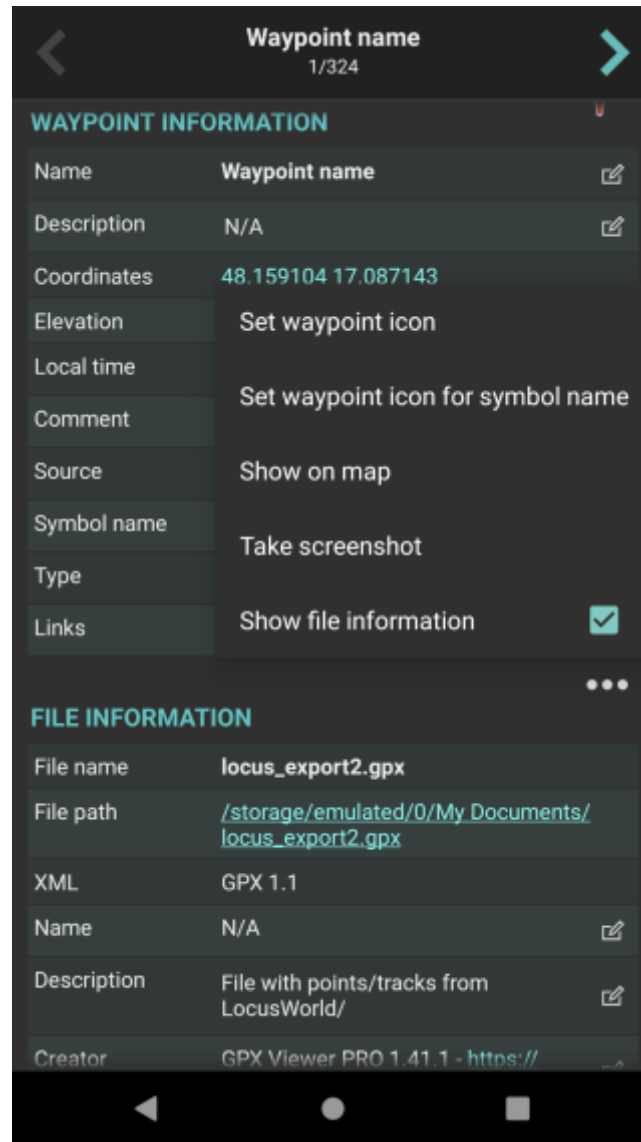 Waypoint name
1/324
WAYPOINT INFORMATION
Name Waypoint name
Description N/A
Coordinates 48.159104 17.087143
Elevation
Local time
Comment
Source
Symbol name
Type
Links
Set waypoint icon
Set waypoint icon for symbol name
Show on map
Take screenshot
Show file information
FILE INFORMATION
File name locus_export2.gpx
File path /storage/emulated/0/My Documents/
locus_export2.gpx
XML GPX 1.1
Name N/A
Description File with points/tracks from
LocusWorld/
Creator GPX Viewer PRO 1.41.1 - https://